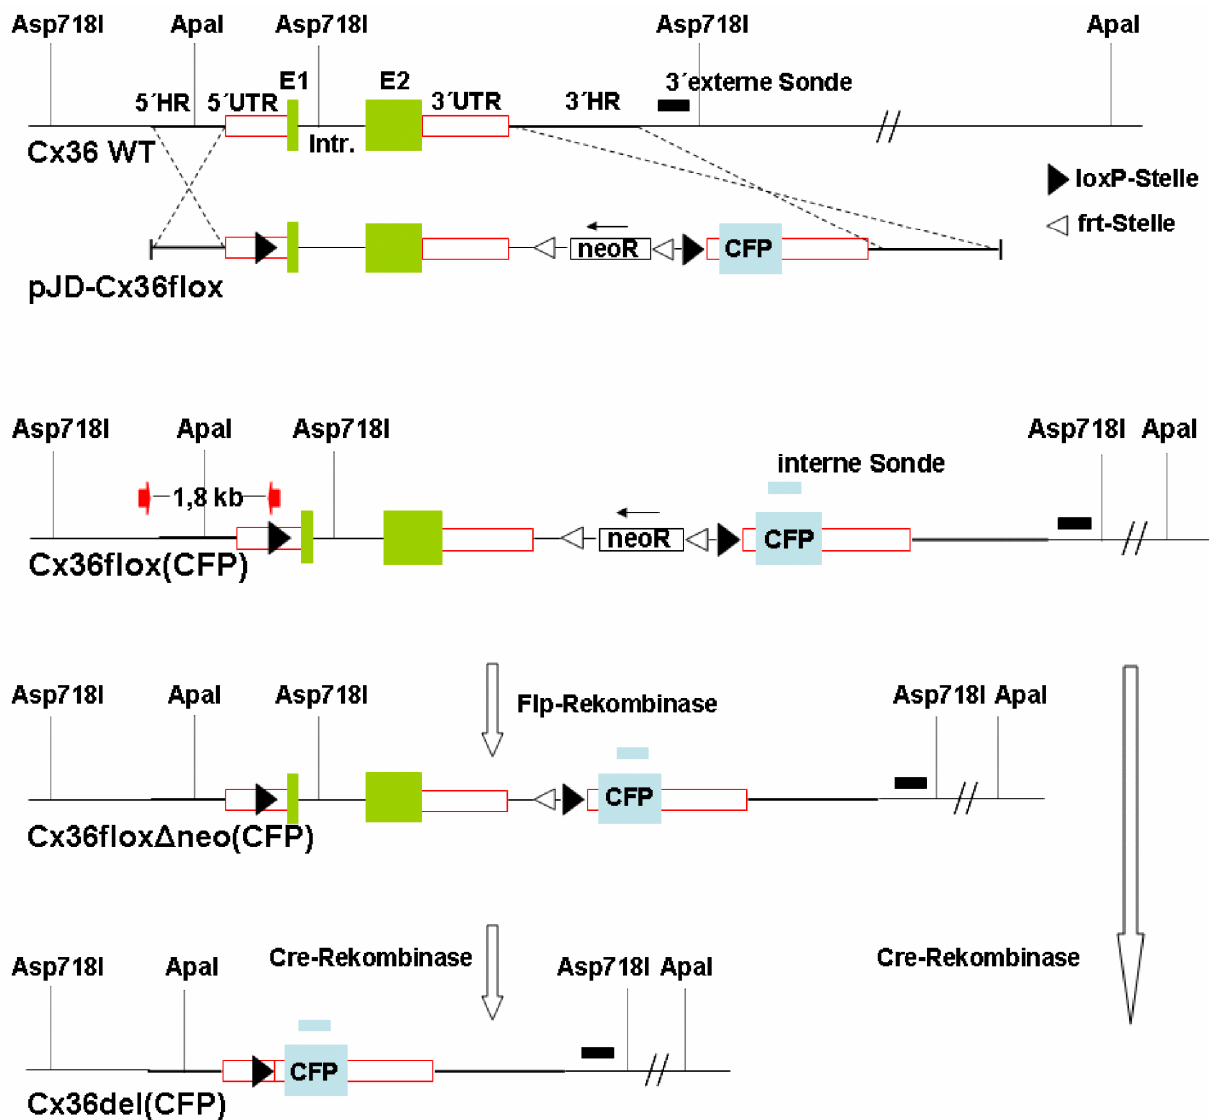 Asp718I ApaI Asp718I Asp718I ApaI
E1 E2 3´externe Sonde
5´HR 5´UTR 3´UTR 3´HR
Intr.
Cx36 WT
loxP-Stelle
frt-Stelle
neoR CFP
pJD-Cx36flox
Asp718I ApaI Asp718I Asp718I ApaI
interne Sonde
1,8 kb
neoR CFP
Cx36flox(CFP)
Asp718I ApaI Asp718I Flp-Rekombinase Asp718I ApaI
CFP
Cx36floxΔneo(CFP)
Asp718I ApaI Cre-Rekombinase Asp718I ApaI Cre-Rekombinase
CFP
Cx36del(CFP)